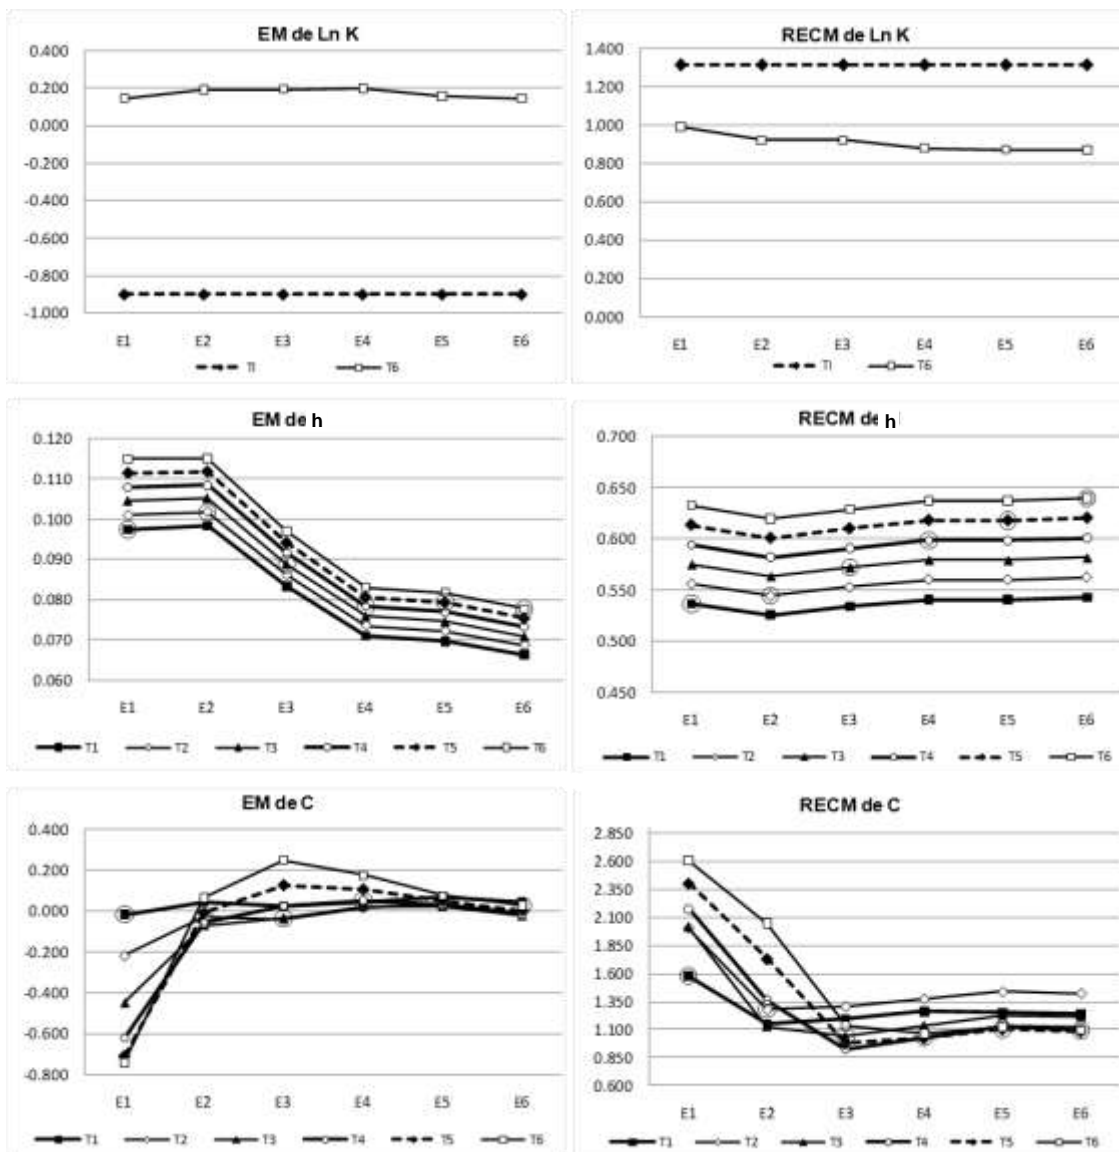 EM de Ln K
0.400
0.200
0.000
-0.200
-0.400
-0.600
-0.800
-1.000
E1 E2 E3 E4 E5 E6
TI T6
RECM de Ln K
1.400
1.200
1.000
0.800
0.600
0.400
0.200
0.000
E1 E2 E3 E4 E5 E6
TI T6
EM de h
0.120
0.110
0.100
0.090
0.080
0.070
0.060
E1 E2 E3 E4 E5 E6
T1 T2 T3 T4 T5 T6
RECM de h
0.700
0.650
0.600
0.550
0.500
0.450
E1 E2 E3 E4 E5 E6
T1 T2 T3 T4 T5 T6
EM de C
0.400
0.200
0.000
-0.200
-0.400
-0.600
-0.800
E1 E2 E3 E4 E5 E6
T1 T2 T3 T4 T5 T6
RECM de C
2.850
2.600
2.350
2.100
1.850
1.600
1.350
1.100
0.850
0.600
E1 E2 E3 E4 E5 E6
T1 T2 T3 T4 T5 T6